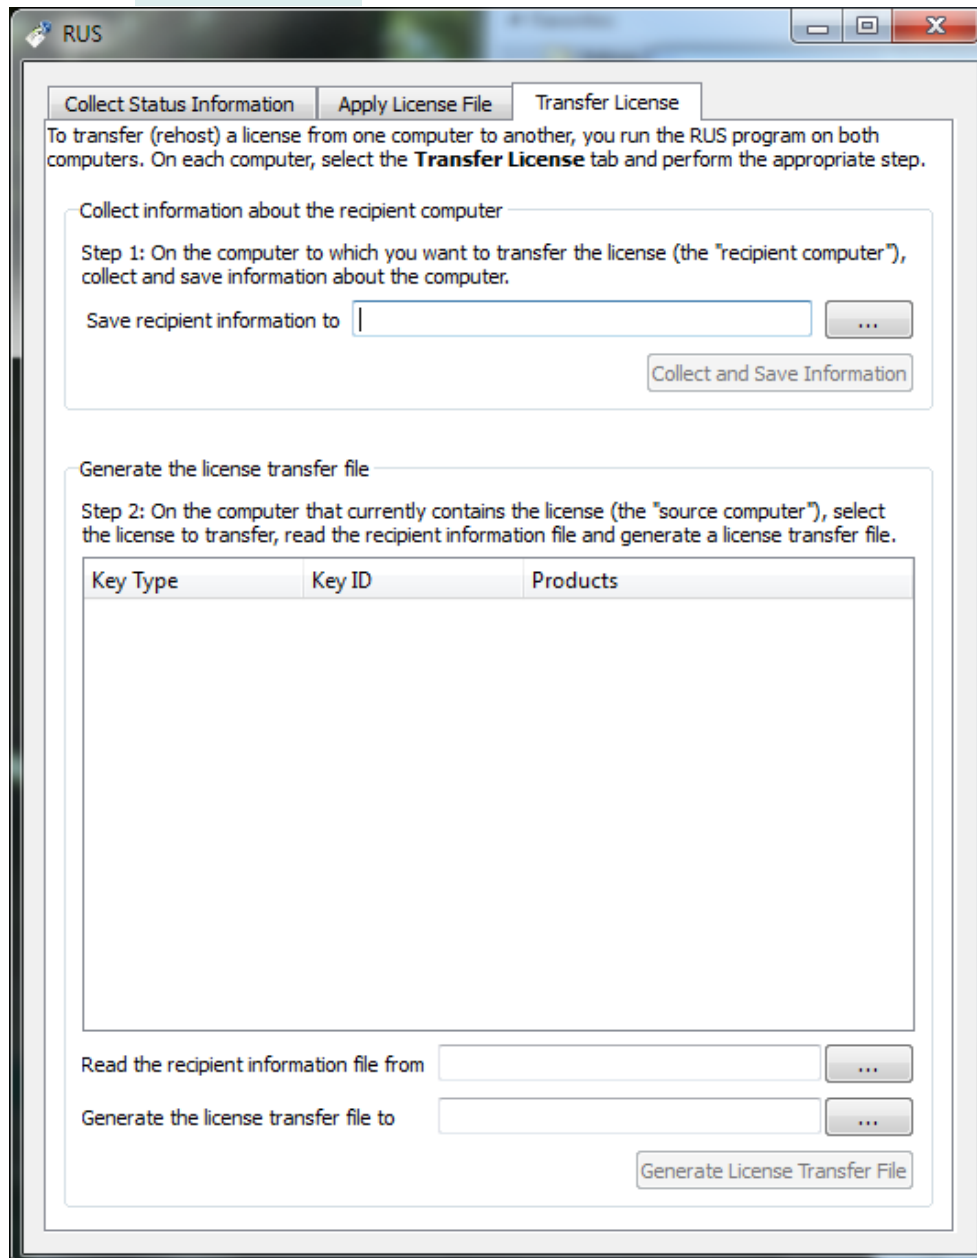 RUS
Collect Status Information
Apply License File
Transfer License
To transfer (rehost) a license from one computer to another, you run the RUS program on both
computers. On each computer, select the Transfer License tab and perform the appropriate step.
Collect information about the recipient computer
Step 1: On the computer to which you want to transfer the license (the "recipient computer"),
collect and save information about the computer.
Save recipient information to
...
Collect and Save Information
Generate the license transfer file
Step 2: On the computer that currently contains the license (the "source computer"), select
the license to transfer, read the recipient information file and generate a license transfer file.
Key Type Key ID Products
Read the recipient information file from
...
Generate the license transfer file to
...
Generate License Transfer File